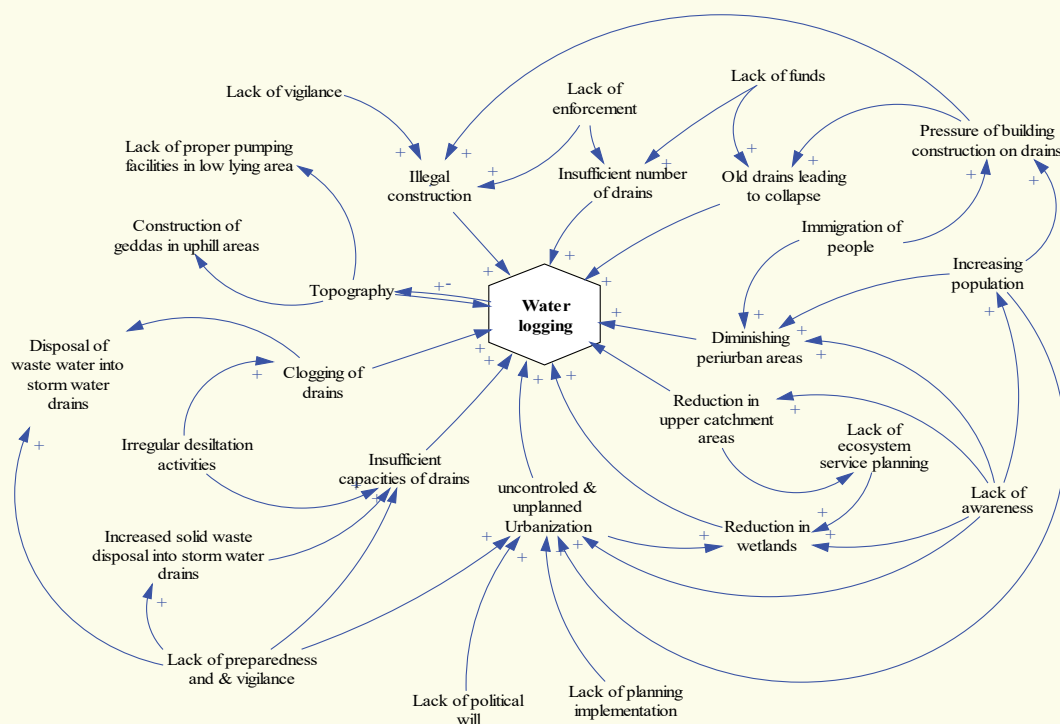 Lack of funds
Lack of vigilance
Lack of
enforcement
Pressure of building
construction on drains
Lack of proper pumping
facilities in low lying area
Illegal
construction
Insufficient number
of drains
Old drains leading
to collapse
Construction of
geddas in uphill areas
Immigration of
people
Increasing
population
Topography
Water
logging
Diminishing
periurban areas
Disposal of
waste water into
storm water
drains
Clogging of
drains
Reduction in
upper catchment
areas
Lack of
ecosystem
service planning
Irregular desiltation
activities
Insufficient
capacities of drains
uncontroled &
unplanned
Urbanization
Lack of
awareness
Increased solid waste
disposal into storm water
drains
Reduction in
wetlands
Lack of preparedness
and & vigilance
Lack of political
will
Lack of planning
implementation